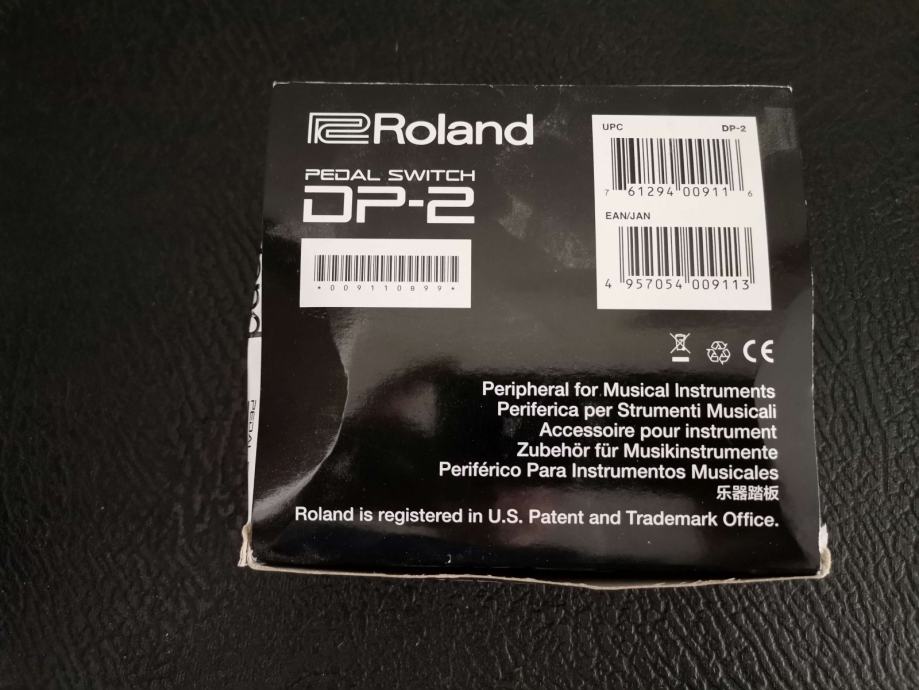 Roland
PEDAL SWITCH
DP-2
*009110899*
UPC DP-2
7 61294 00911 6
EAN/JAN
4 957054 009113
CE
Peripheral for Musical Instruments
Periferica per Strumenti Musicali
Accessoire pour instrument
Zubehör für Musikinstrumente
Periférico Para Instrumentos Musicales
乐器踏板
Roland is registered in U.S. Patent and Trademark Office.
PEDAL